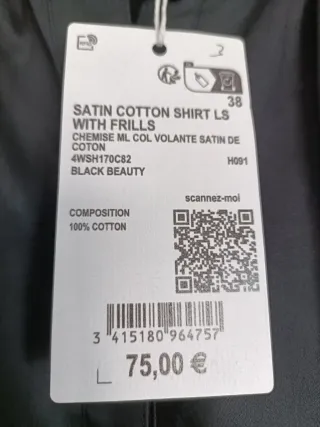 3
38
SATIN COTTON SHIRT LS
WITH FRILLS
CHEMISE ML COL VOLANTE SATIN DE
COTON
4WSH170C82 H091
BLACK BEAUTY
scannez-moi
COMPOSITION
100% COTTON
3 415180 964757
75,00 €